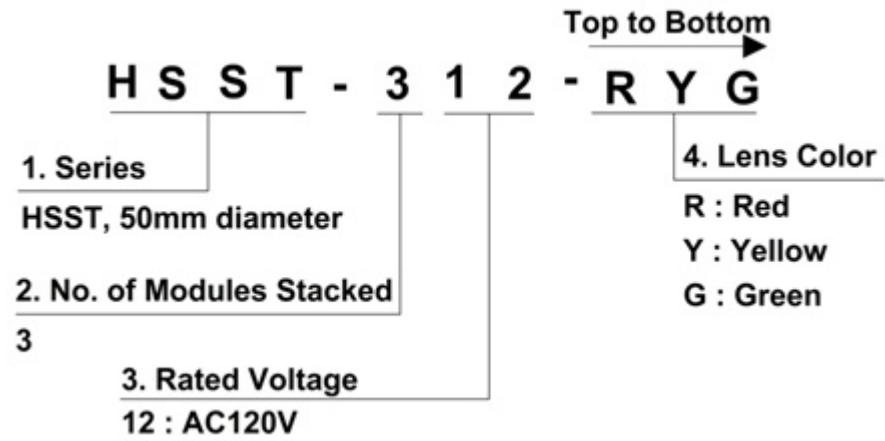 Top to Bottom
H S S T - 3 1 2 - R Y G
1. Series
HSST, 50mm diameter
2. No. of Modules Stacked
3
3. Rated Voltage
12 : AC120V
4. Lens Color
R : Red
Y : Yellow
G : Green